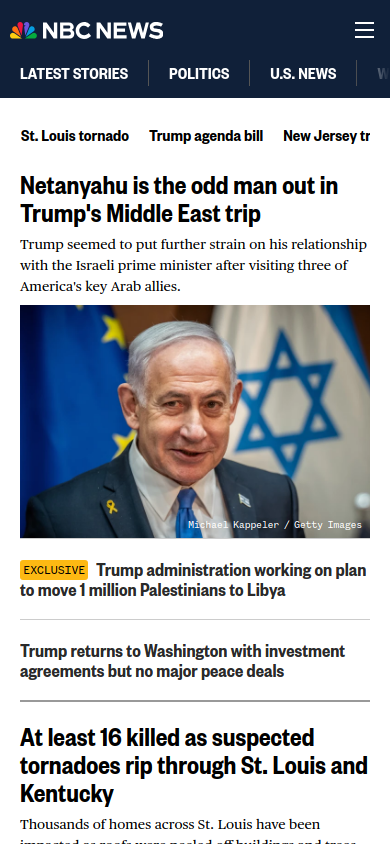 NBC NEWS
LATEST STORIES
POLITICS
U.S. NEWS
St. Louis tornado
Trump agenda bill
New Jersey tr
Netanyahu is the odd man out in
Trump's Middle East trip
Trump seemed to put further strain on his relationship
with the Israeli prime minister after visiting three of
America's key Arab allies.
Michael Kappeler / Getty Images
EXCLUSIVE Trump administration working on plan
to move 1 million Palestinians to Libya
Trump returns to Washington with investment
agreements but no major peace deals
At least 16 killed as suspected
tornadoes rip through St. Louis and
Kentucky
Thousands of homes across St. Louis have been